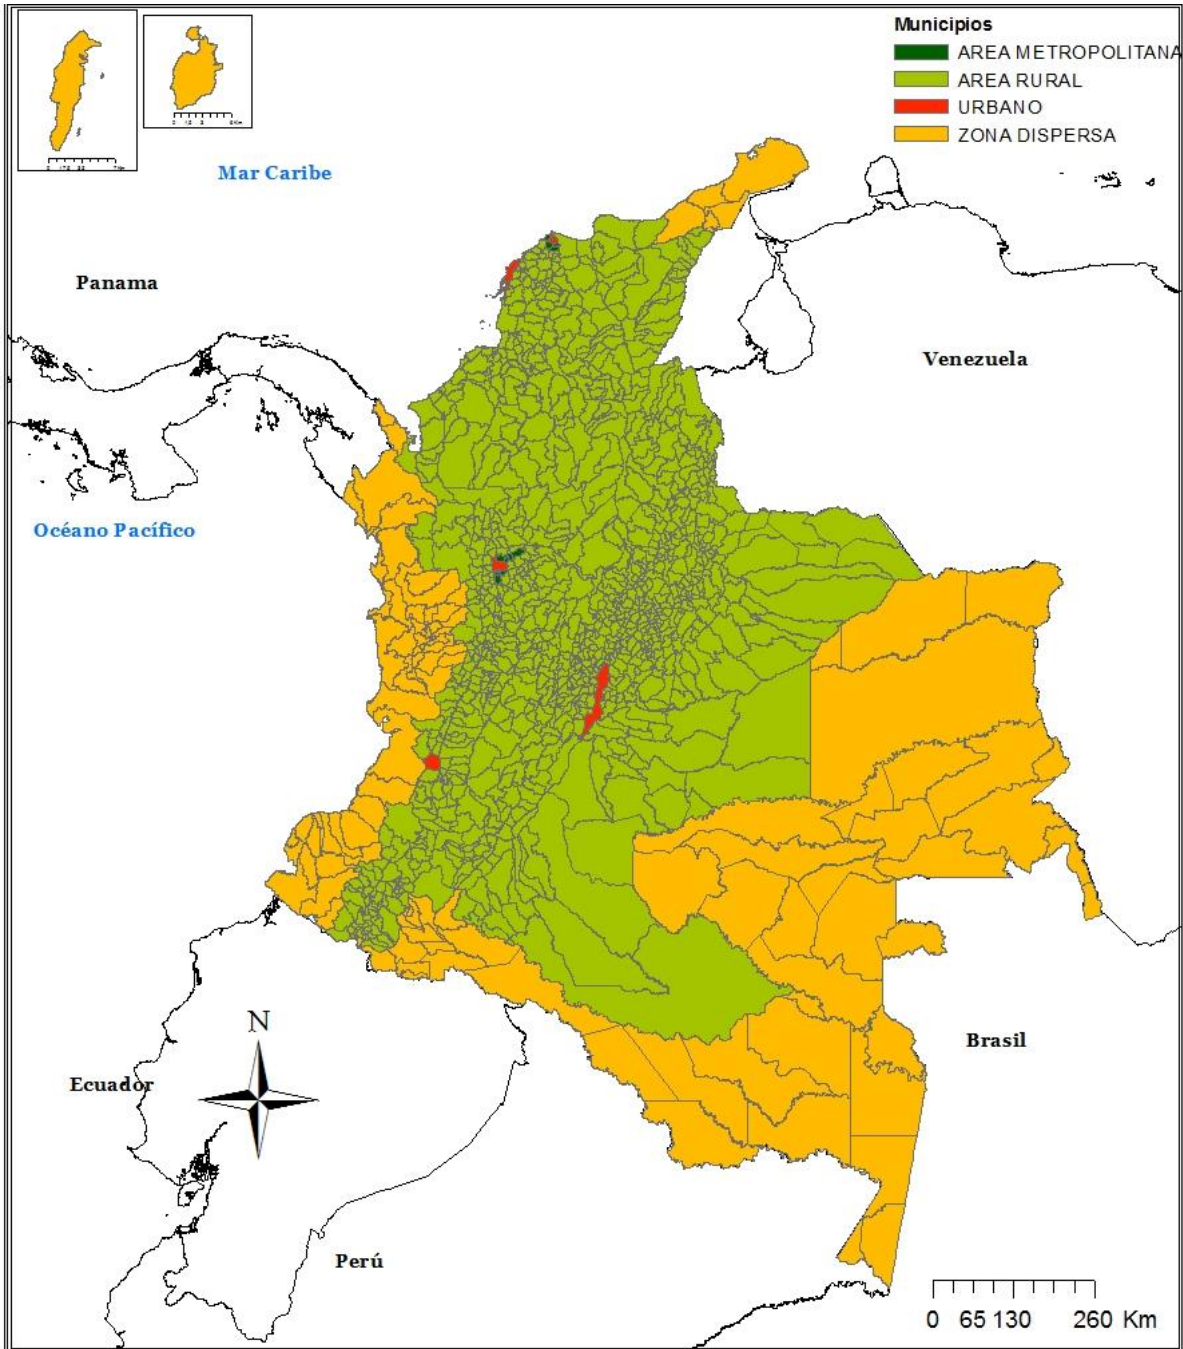 Municipios
AREA METROPOLITANA
AREA RURAL
URBANO
ZONA DISPERSA
Mar Caribe
Panama
Venezuela
Océano Pacífico
N
Brasil
Ecuador
Perú
0 65 130 260 Km